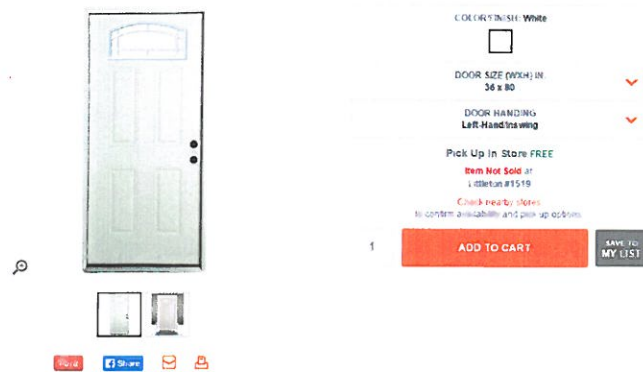 COLOR/FINISH: White
DOOR SIZE (WXH) IN.
36 x 80
DOOR HANDING
Left-Hand/Inswing
Pick Up In Store FREE
Item Not Sold at
Littleton #1519
Check nearby stores
to confirm availability and pick up options
1
ADD TO CART
SAVE TO
MY LIST
Share